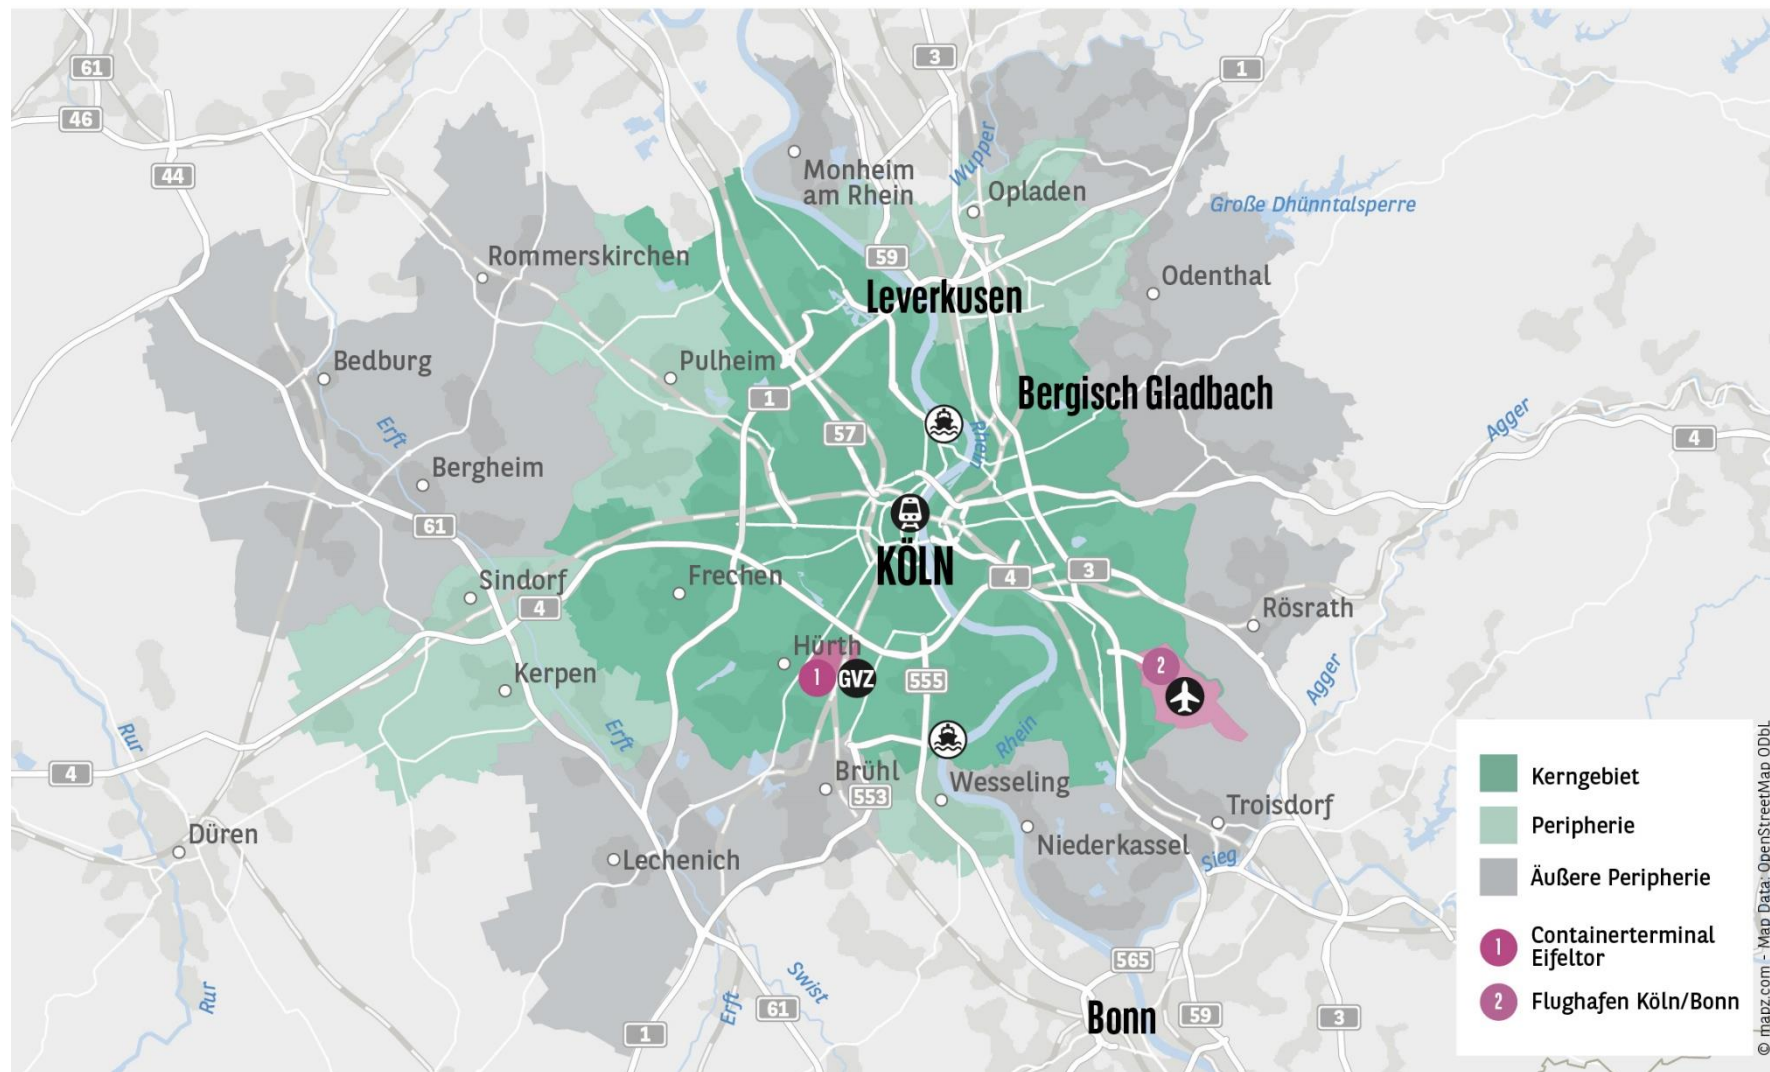 61
3
1
46
44
Monheim
am Rhein
Wupper
Opladen
Große Dhünntalsperre
Rommerskirchen
59
Odenthal
Leverkusen
Bedburg
Pulheim
Bergisch Gladbach
1
57
Erft
Rhein
Agger
4
Bergheim
61
KÖLN
Sindorf
Frechen
4
3
4
Rösrath
Hürth
1
GVZ
555
2
Kerpen
Agger
Rur
Erft
Rhein
4
Brühl
553
Wesseling
Troisdorf
Düren
Lechenich
Niederkassel
Sieg
565
Rur
Swist
Erft
61
1
Bonn
59
3
Kerngebiet
Peripherie
Äußere Peripherie
1
Containerterminal
Eifeltor
2
Flughafen Köln/Bonn
© mapz.com - Map Data: OpenStreetMap ODbL